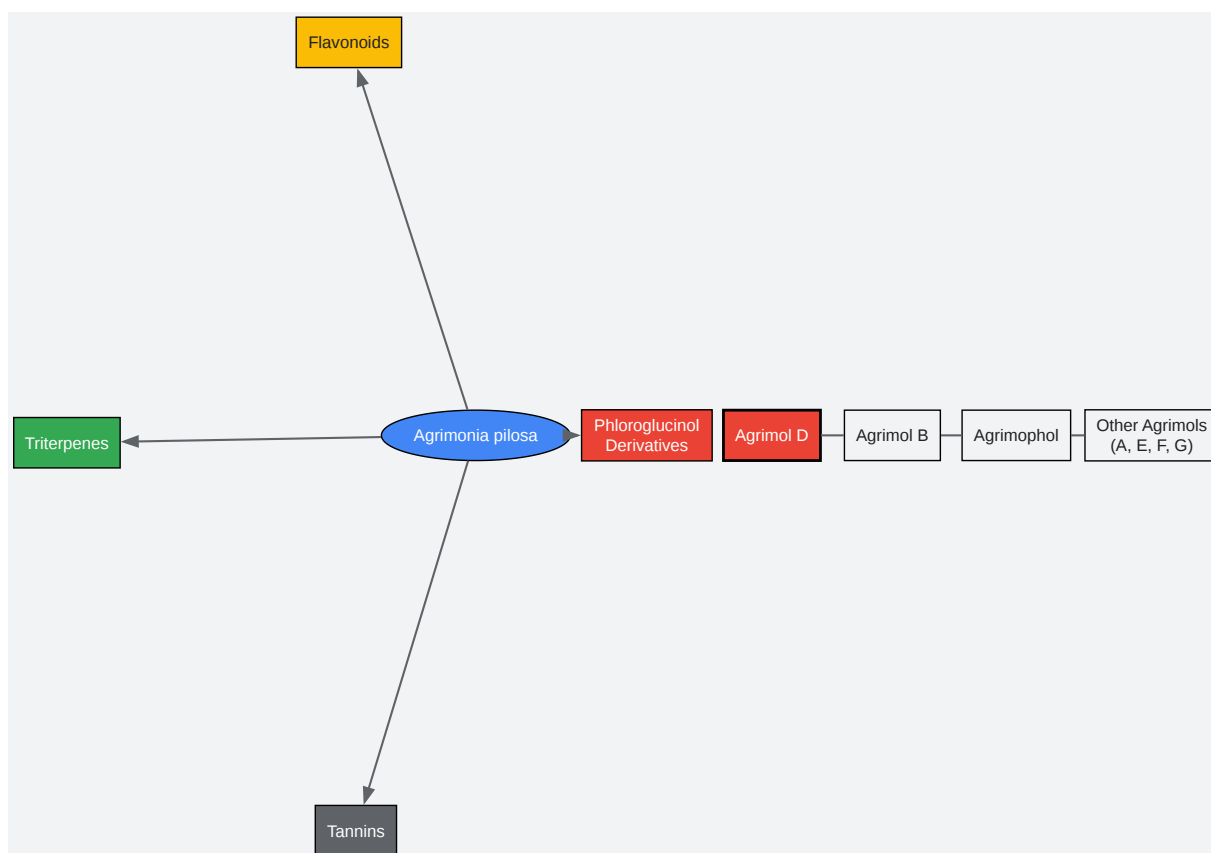 Flavonoids
Triterpenes
Agrimonia pilosa
Phloroglucinol
Derivatives
Agrimol D
Agrimol B
Agrimophol
Other Agrimols
(A, E, F, G)
Tannins